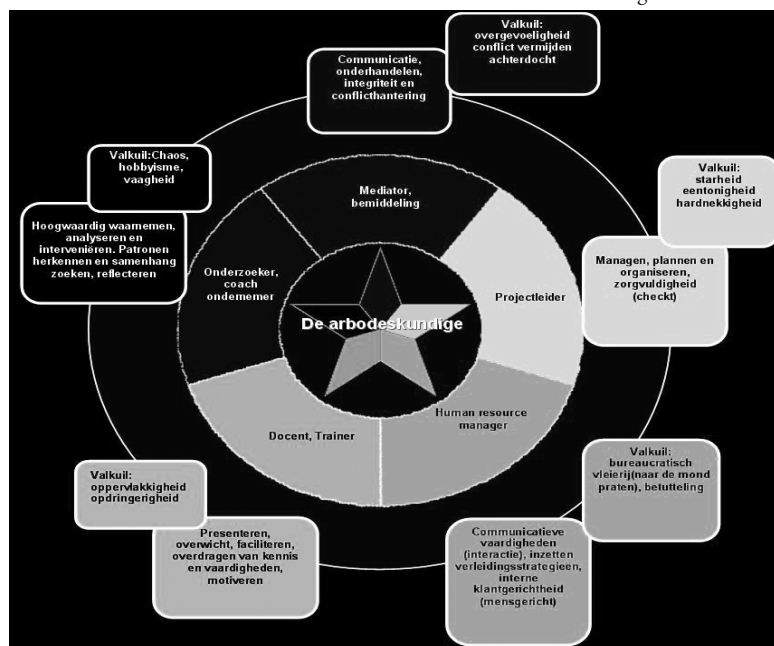 Valkuil:
overgevoeligheid
conflict vermijden
achterdocht
Communicatie,
onderhandelen,
integriteit en
conflicthantering
Valkuil:Chaos,
hobbyisme,
vaagheid
Hoogwaardig waarnemen,
analyseren en
interveniëren. Patronen
herkennen en samenhang
zoeken, reflecteren
Mediator,
bemiddeling
Valkuil:
starheid
eentonigheid
hardnekkigheid
Managen, plannen en
organiseren,
zorgvuldigheid
(checkt)
Onderzoeker,
coach
ondernemer
Projectleider
De arbodeskundige
Docent, Trainer
Human resource
manager
Valkuil:
oppervlakkigheid
opdringerigheid
Presenteren,
overwicht, faciliteren,
overdragen van kennis
en vaardigheden,
motiveren
Valkuil:
bureaucratisch
vleierij(naar de mond
praten), betutteling
Communicatieve
vaardigheden
(interactie), inzetten
verleidingsstrategieen,
interne
klantgerichtheid
(mensgericht)